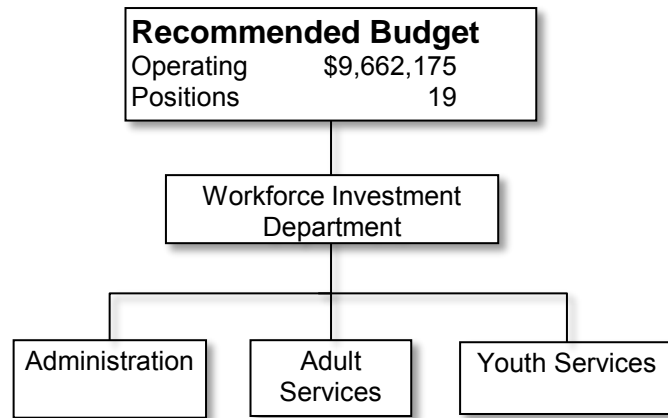 Recommended Budget
Operating $9,662,175
Positions 19
Workforce Investment
Department
Administration
Adult
Services
Youth Services